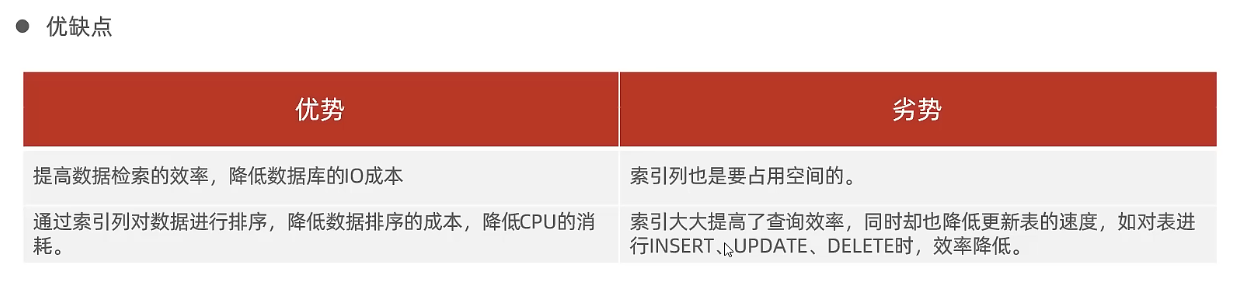 优缺点
优势
劣势
提高数据检索的效率，降低数据库的IO成本
索引列也是要占用空间的。
通过索引列对数据进行排序，降低数据排序的成本，降低CPU的消
耗。
索引大大提高了查询效率，同时却也降低更新表的速度，如对表进
行INSERT、UPDATE、DELETE时，效率降低。